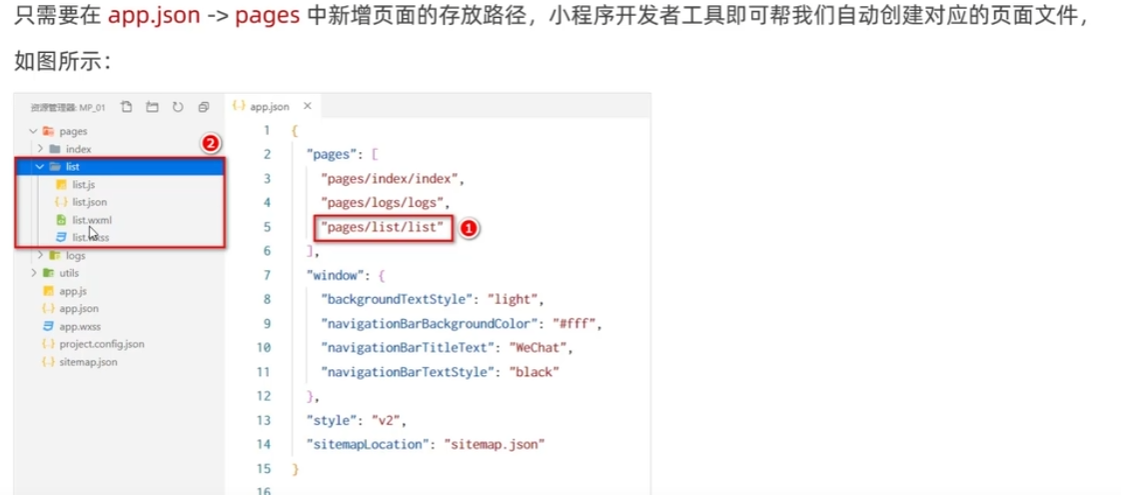 只需要在 app.json -> pages 中新增页面的存放路径，小程序开发者工具即可帮我们自动创建对应的页面文件，
如图所示：
资源管理器: MP_01
pages
index
2
list
list.js
list.json
list.wxml
list.wxss
logs
utils
app.js
app.json
app.wxss
project.config.json
sitemap.json
app.json ×
1 {
2 "pages": [
3 "pages/index/index",
4 "pages/logs/logs",
5 "pages/list/list" 1
6 ],
7 "window": {
8 "backgroundTextStyle": "light",
9 "navigationBarBackgroundColor": "#fff",
10 "navigationBarTitleText": "WeChat",
11 "navigationBarTextStyle": "black"
12 },
13 "style": "v2",
14 "sitemapLocation": "sitemap.json"
15 }
16